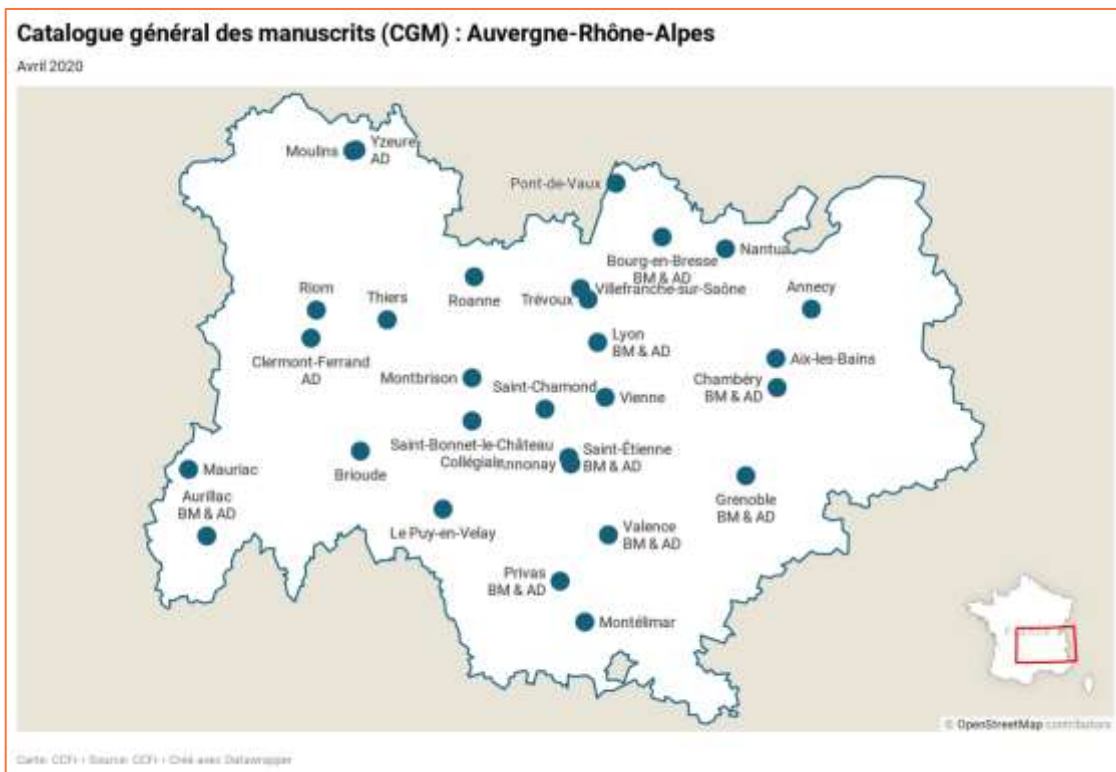 Catalogue général des manuscrits (CGM) : Auvergne-Rhône-Alpes
Avril 2020
Moulins
Yzeure
AD
Pont-de-Vaux
Bourg-en-Bresse
BM & AD
Nantua
Riom
Thiers
Roanne
Trévoux
Villefranche-sur-Saône
Annecy
Clermont-Ferrand
AD
Lyon
BM & AD
Aix-les-Bains
Montbrison
Saint-Chamond
Vienne
Chambéry
BM & AD
Saint-Bonnet-le-Château
Collégiale
Annonay
Saint-Étienne
BM & AD
Mauriac
Brioude
Aurillac
BM & AD
Grenoble
BM & AD
Le Puy-en-Velay
Valence
BM & AD
Privas
BM & AD
Montélimar
© OpenStreetMap contributors
Carte: CCFr • Source: CCFr • Créé avec Datawrapper